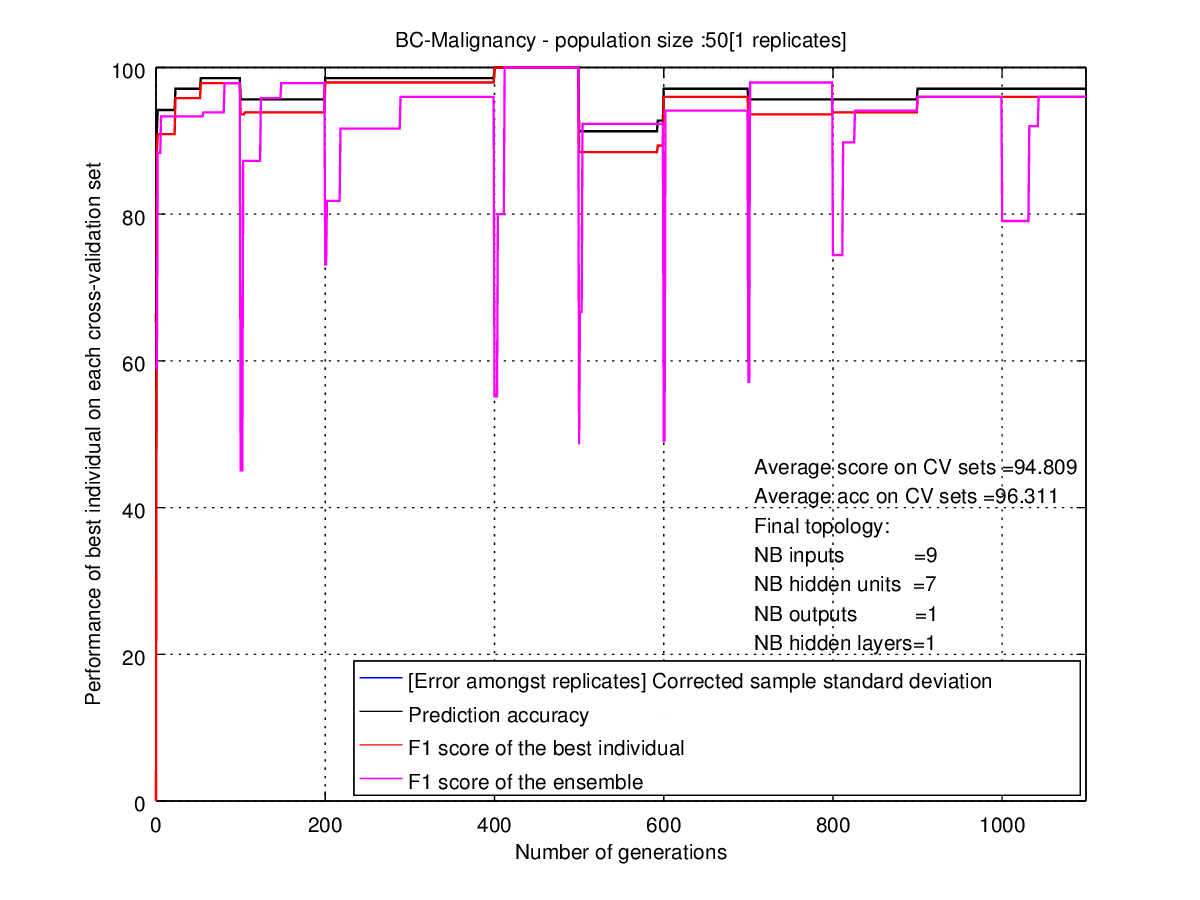 BC-Malignancy - population size :50[1 replicates]
Performance of best individual on each cross-validation set
100
80
60
40
20
0
Average score on CV sets =94.809
Average acc on CV sets =96.311
Final topology:
NB inputs =9
NB hidden units =7
NB outputs =1
NB hidden layers=1
[Error amongst replicates] Corrected sample standard deviation
Prediction accuracy
F1 score of the best individual
F1 score of the ensemble
0 200 400 600 800 1000
Number of generations